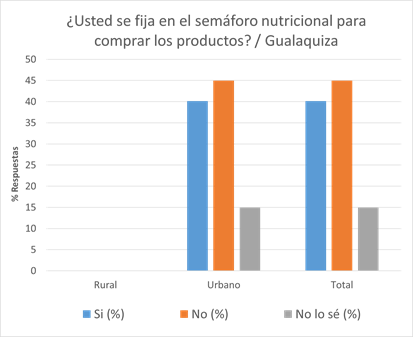 ¿Usted se fija en el semáforo nutricional para
comprar los productos? / Gualaquiza
% Respuestas
50
45
40
35
30
25
20
15
10
5
0
Rural Urbano Total
Si (%) No (%) No lo sé (%)